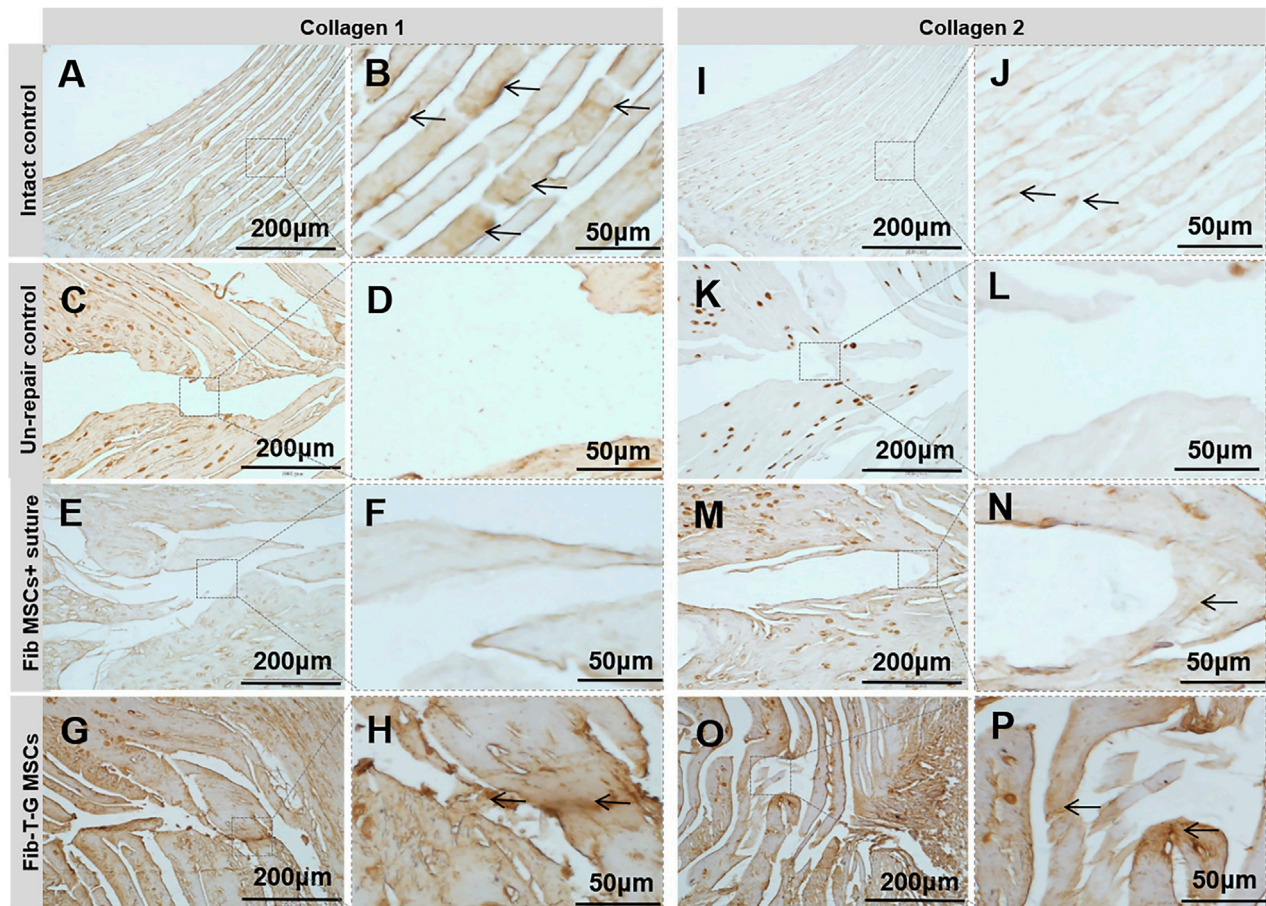 Collagen 1
Collagen 2
Intact control
A
200µm
B
50µm
I
200µm
J
50µm
Un-repair control
C
200µm
D
50µm
K
200µm
L
50µm
Fib MSCs+ suture
E
200µm
F
50µm
M
200µm
N
50µm
Fib-T-G MSCs
G
200µm
H
50µm
O
200µm
P
50µm